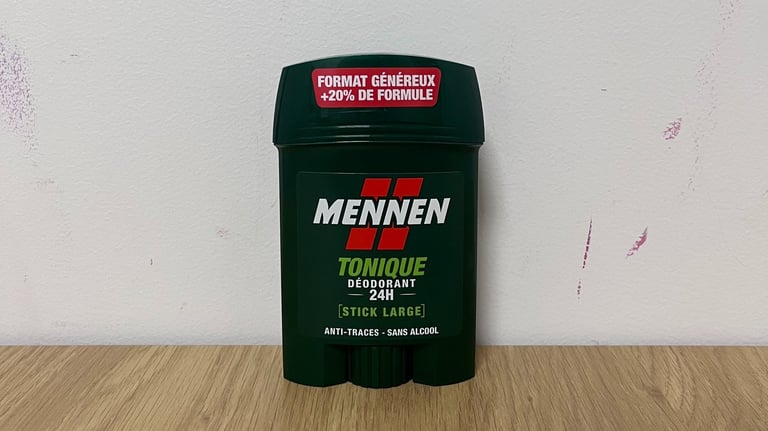 FORMAT GÉNÉREUX
+20% DE FORMULE
MENNEN
TONIQUE
DÉODORANT
24H
[STICK LARGE]
ANTI-TRACES - SANS ALCOOL